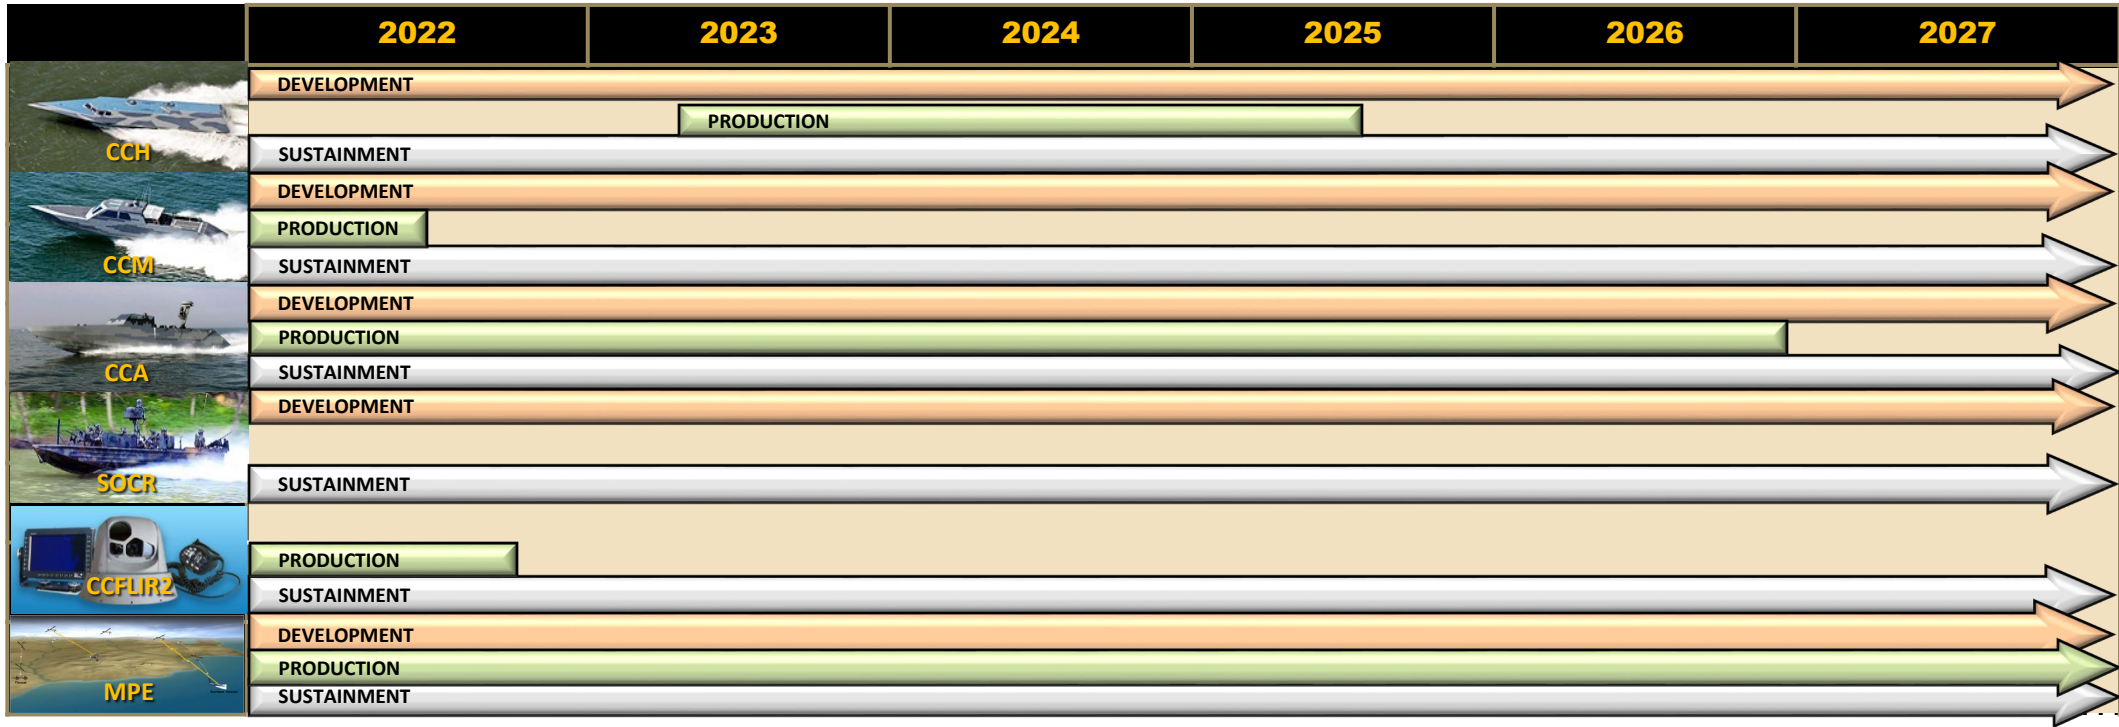 2022 2023 2024 2025 2026 2027
DEVELOPMENT
PRODUCTION
CCH
SUSTAINMENT
DEVELOPMENT
PRODUCTION
CCM
SUSTAINMENT
DEVELOPMENT
PRODUCTION
CCA
SUSTAINMENT
DEVELOPMENT
SOCR
SUSTAINMENT
PRODUCTION
CCFLIR2
SUSTAINMENT
DEVELOPMENT
PRODUCTION
MPE
SUSTAINMENT